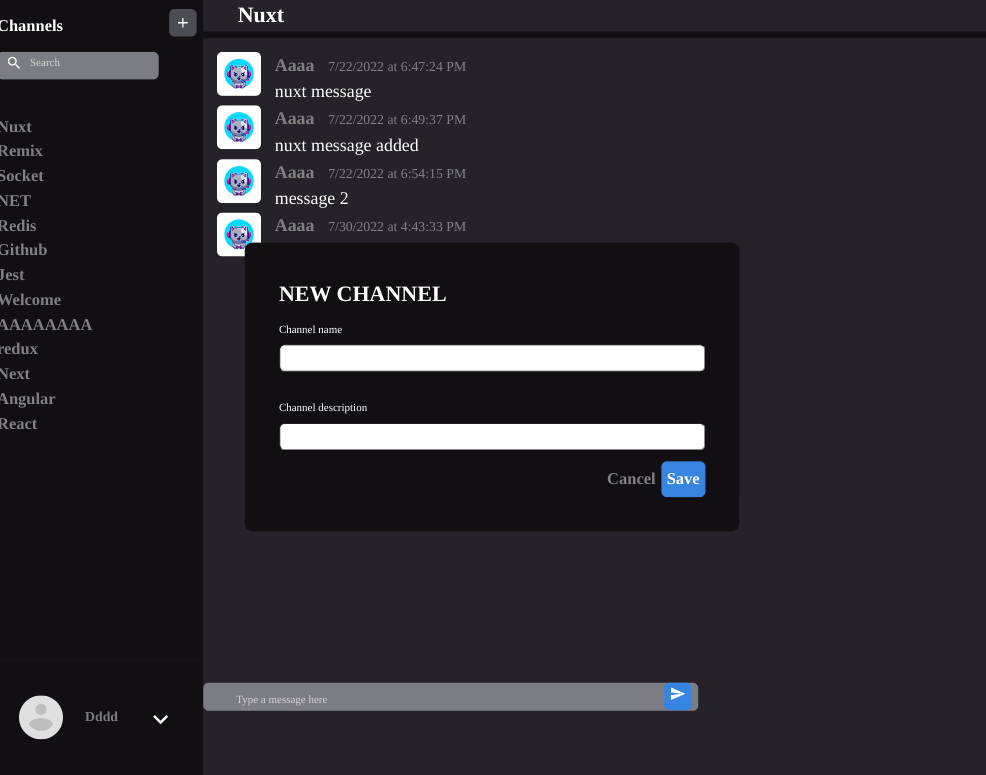 Channels
+
Search
Nuxt
Remix
Socket
NET
Redis
Github
Jest
Welcome
AAAAAAAA
redux
Next
Angular
React
Dddd
Nuxt
Aaaa 7/22/2022 at 6:47:24 PM
nuxt message
Aaaa 7/22/2022 at 6:49:37 PM
nuxt message added
Aaaa 7/22/2022 at 6:54:15 PM
message 2
Aaaa 7/30/2022 at 4:43:33 PM
NEW CHANNEL
Channel name
Channel description
Cancel Save
Type a message here